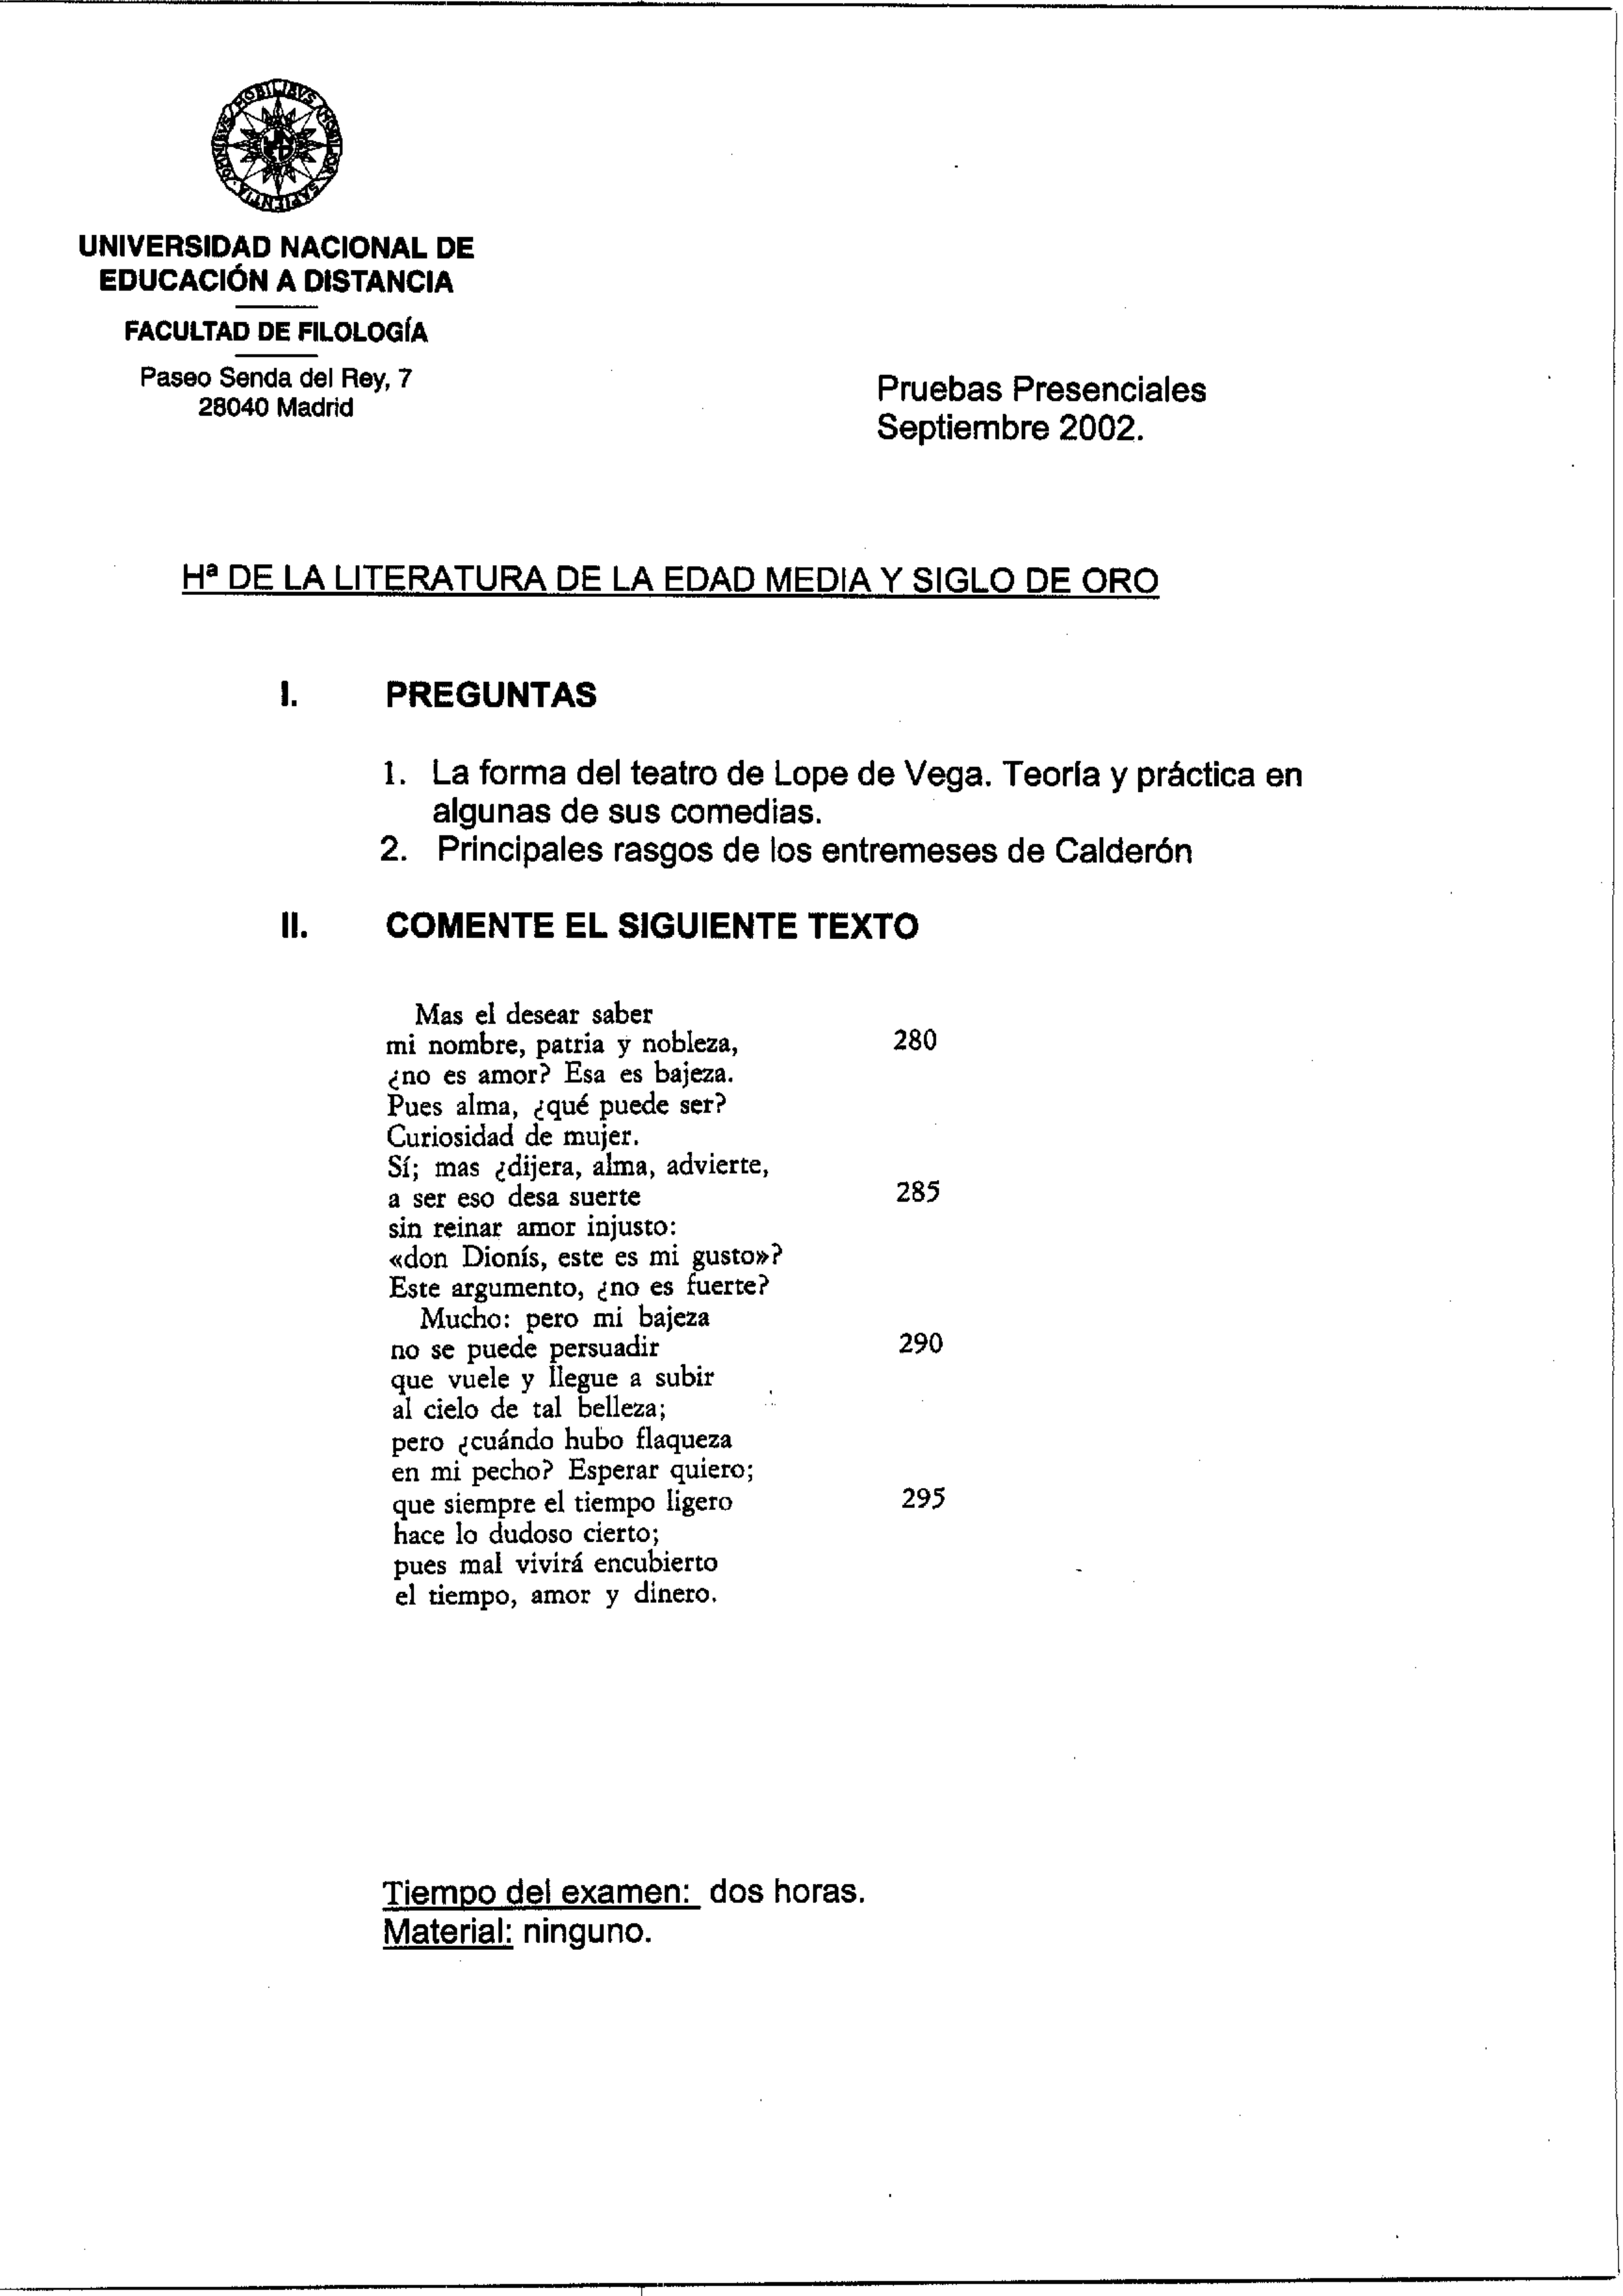 OMNIBVS MOBILIBVS MOBILIOR SAPIENTIA
UNIVERSIDAD NACIONAL DE
EDUCACIÓN A DISTANCIA
FACULTAD DE FILOLOGÍA
Paseo Senda del Rey, 7
28040 Madrid
Pruebas Presenciales
Septiembre 2002.
Hª DE LA LITERATURA DE LA EDAD MEDIA Y SIGLO DE ORO
I. PREGUNTAS
1. La forma del teatro de Lope de Vega. Teoría y práctica en
algunas de sus comedias.
2. Principales rasgos de los entremeses de Calderón
II. COMENTE EL SIGUIENTE TEXTO
Mas el desear saber
mi nombre, patria y nobleza, 280
¿no es amor? Esa es bajeza.
Pues alma, ¿qué puede ser?
Curiosidad de mujer.
Sí; mas ¿dijera, alma, advierte,
a ser eso desa suerte 285
sin reinar amor injusto:
«don Dionís, este es mi gusto»?
Este argumento, ¿no es fuerte?
Mucho: pero mi bajeza
no se puede persuadir 290
que vuele y llegue a subir
al cielo de tal belleza;
pero ¿cuándo hubo flaqueza
en mi pecho? Esperar quiero;
que siempre el tiempo ligero 295
hace lo dudoso cierto;
pues mal vivirá encubierto
el tiempo, amor y dinero.
Tiempo del examen: dos horas.
Material: ninguno.